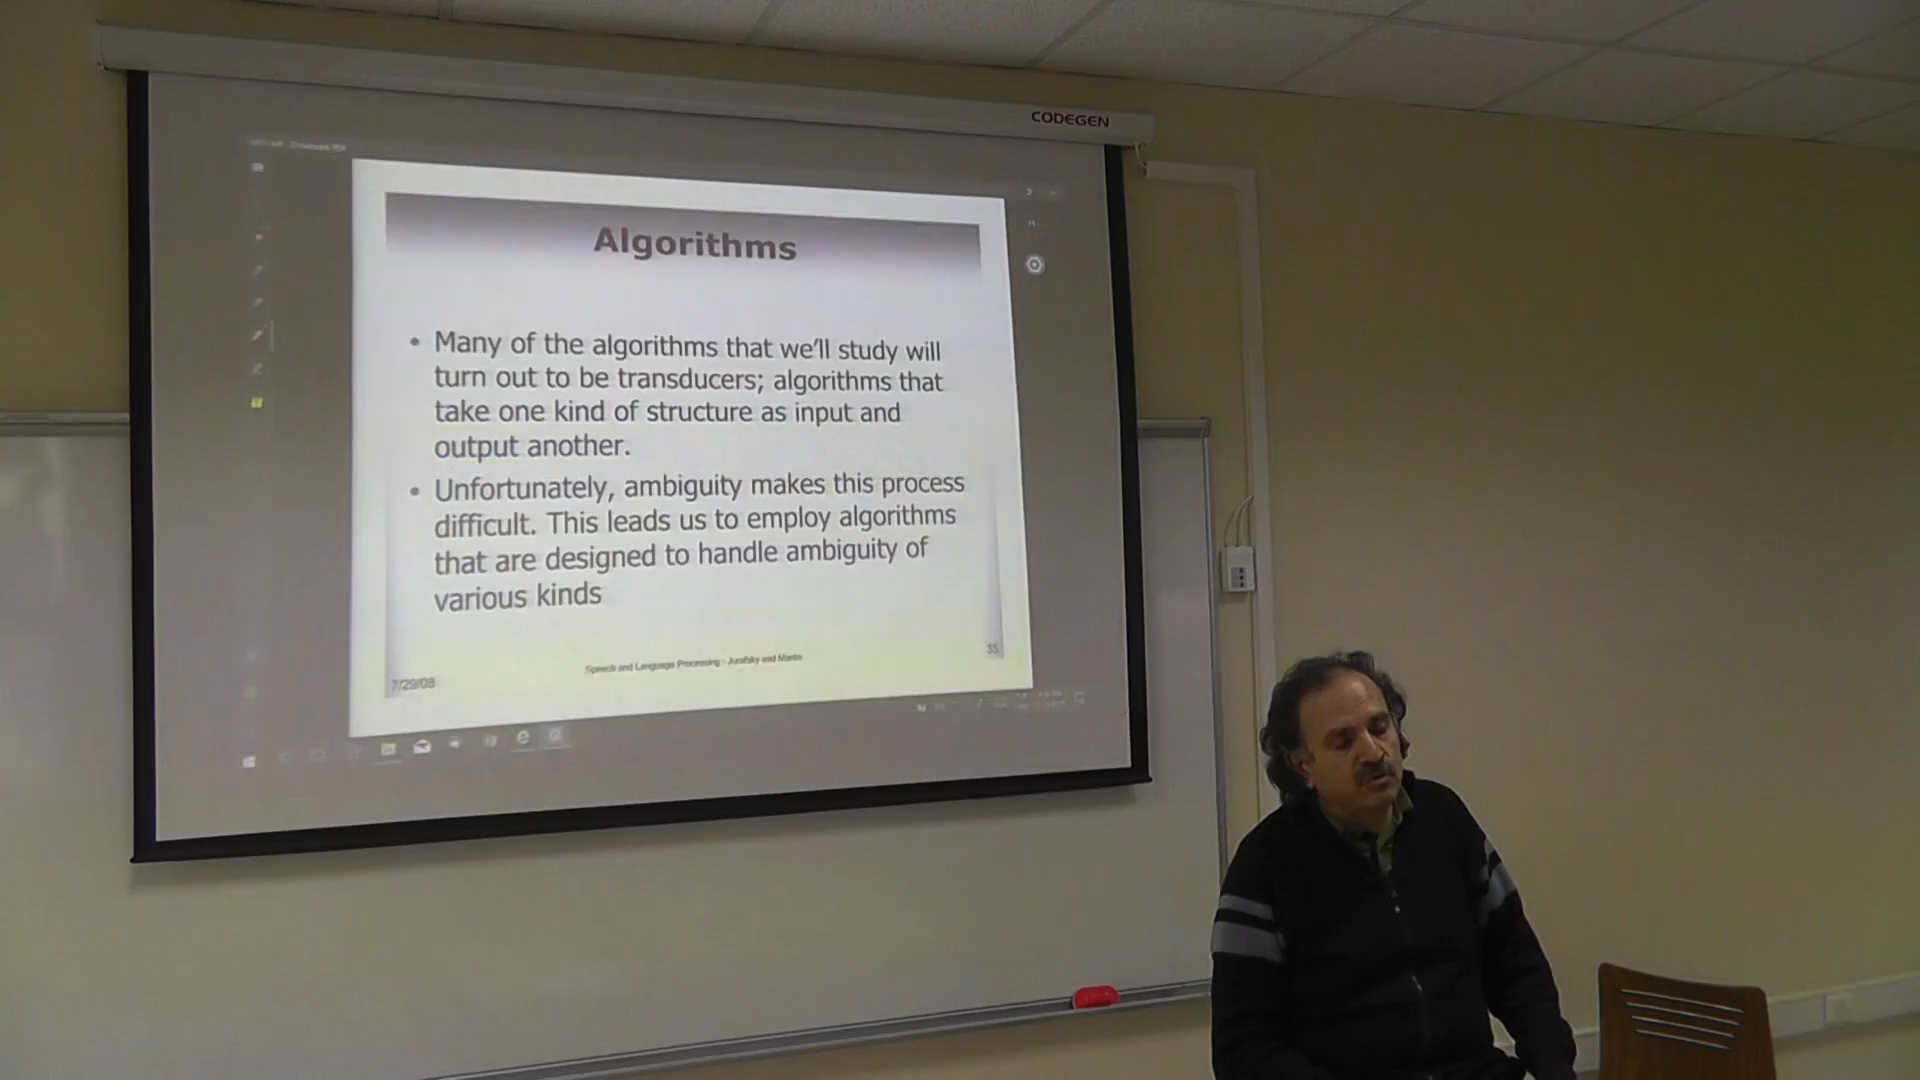 CODEGEN
Algorithms
• Many of the algorithms that we'll study will
turn out to be transducers; algorithms that
take one kind of structure as input and
output another.
• Unfortunately, ambiguity makes this process
difficult. This leads us to employ algorithms
that are designed to handle ambiguity of
various kinds
Speech and Language Processing - Jurafsky and Martin
35
7/29/08